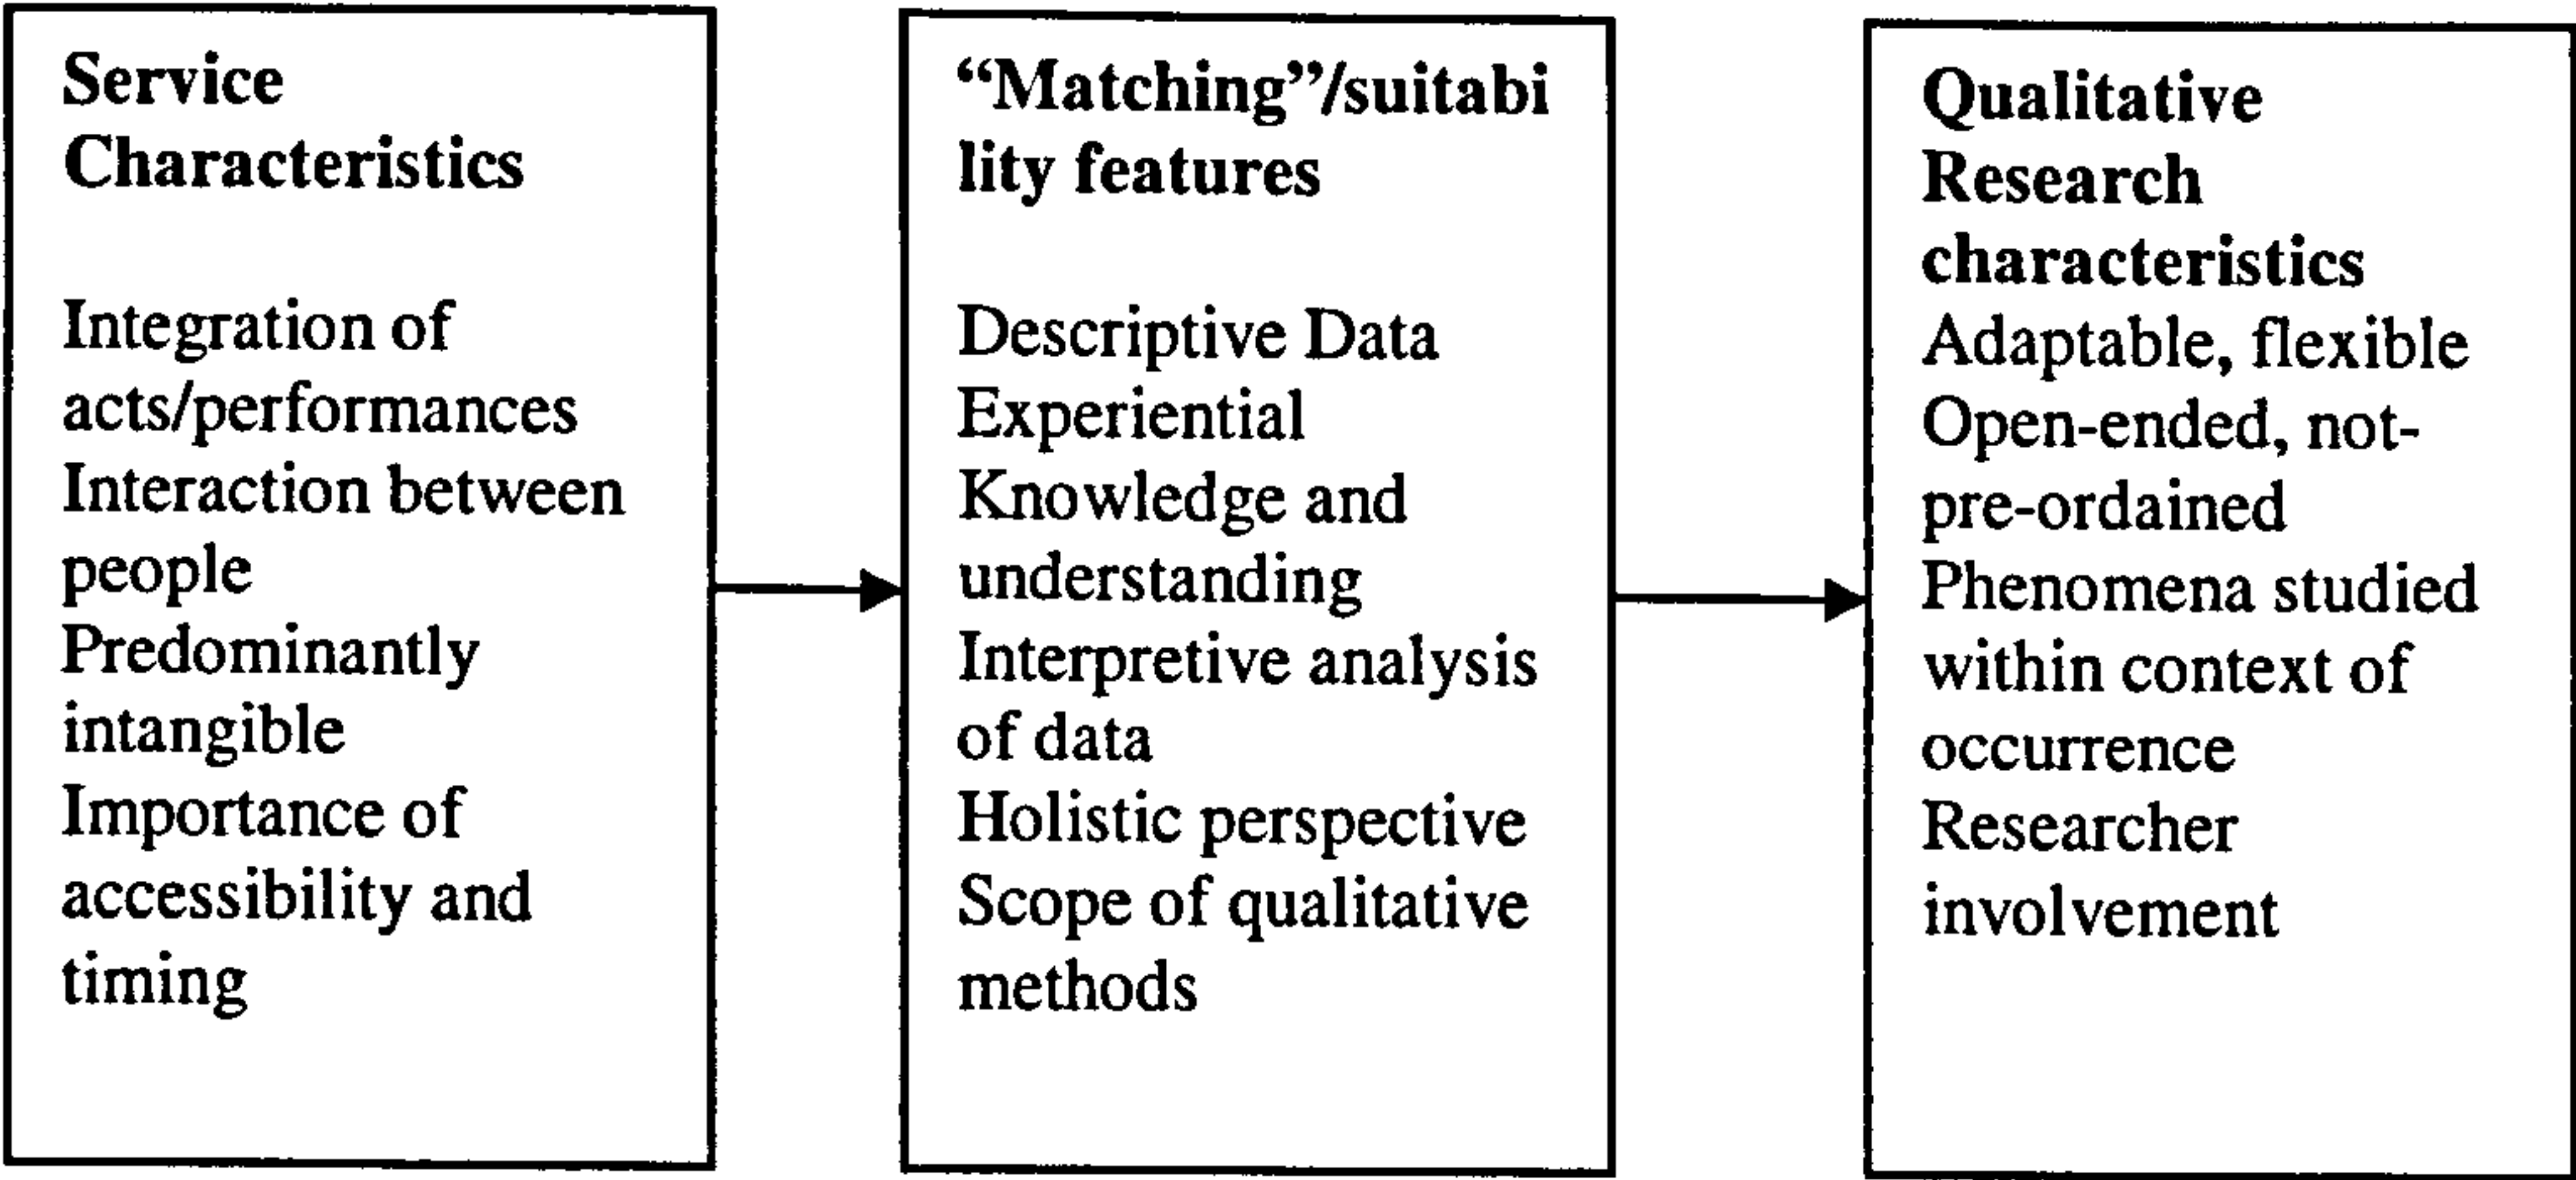 Service
Characteristics
Integration of
acts/performances
Interaction between
people
Predominantly
intangible
Importance of
accessibility and
timing
“Matching”/suitabi
lity features
Descriptive Data
Experiential
Knowledge and
understanding
Interpretive analysis
of data
Holistic perspective
Scope of qualitative
methods
Qualitative
Research
characteristics
Adaptable, flexible
Open-ended, not-
pre-ordained
Phenomena studied
within context of
occurrence
Researcher
involvement